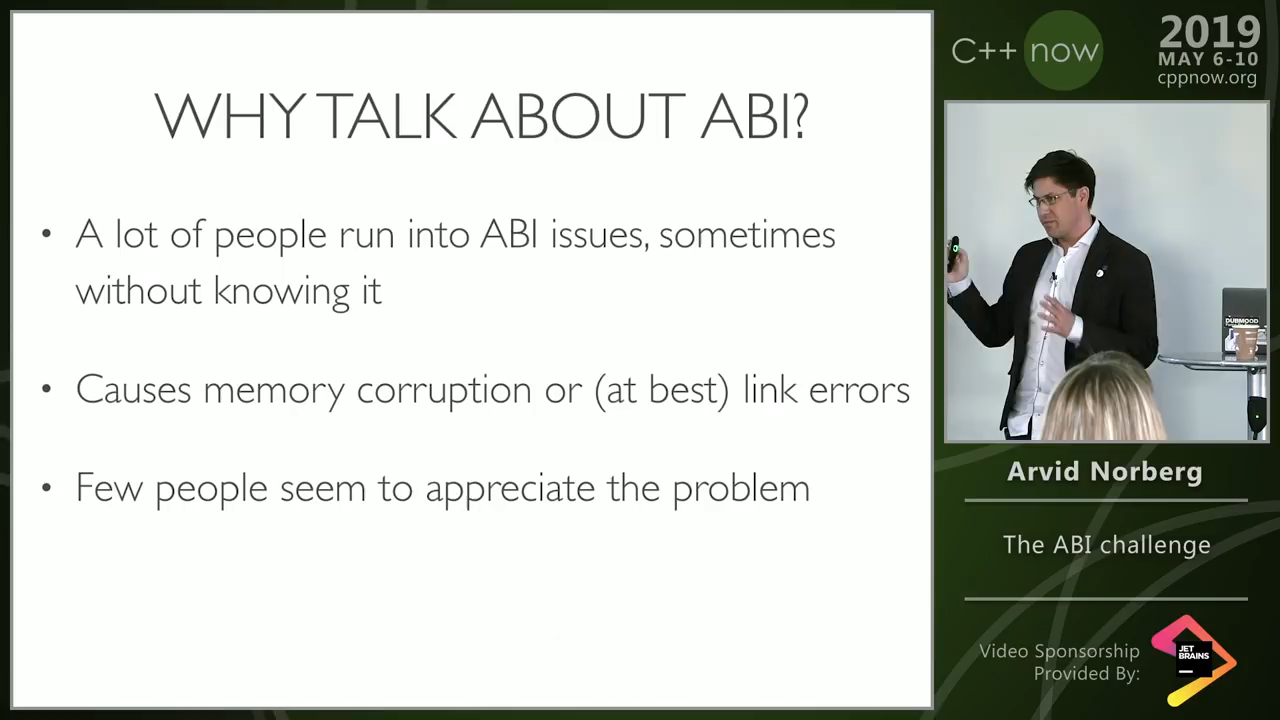 WHY TALK ABOUT ABI?
• A lot of people run into ABI issues, sometimes
without knowing it
• Causes memory corruption or (at best) link errors
• Few people seem to appreciate the problem
C++ now
2019
MAY 6-10
cppnow.org
DUBMOOD
Arvid Norberg
The ABI challenge
Video Sponsorship
Provided By:
JET
BRAINS